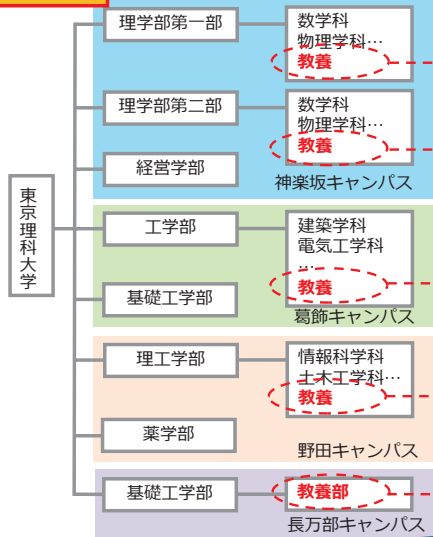 東京理科大学
理学部第一部
数学科
物理学科…
教養
理学部第二部
数学科
物理学科…
教養
経営学部
神楽坂キャンパス
工学部
建築学科
電気工学科
…
教養
基礎工学部
葛飾キャンパス
理工学部
情報科学科
土木工学科…
教養
薬学部
野田キャンパス
基礎工学部
教養部
長万部キャンパス